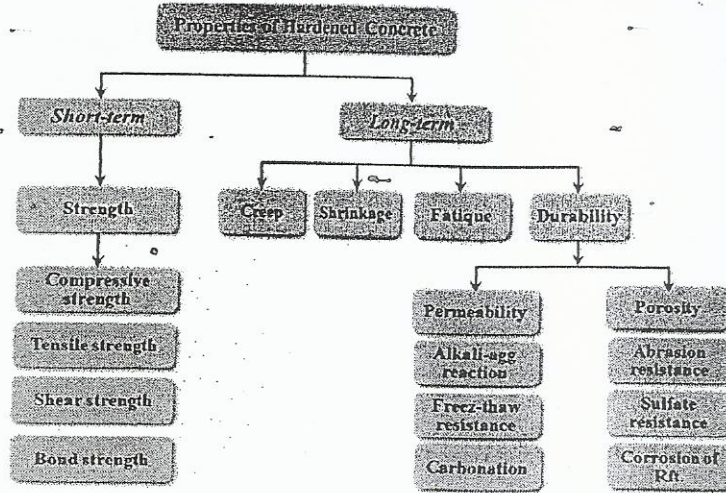 Properties of Hardened Concrete
Short-term
Long-term
Strength
Creep
Shrinkage
Fatique
Durability
Compressive
strength
Tensile strength
Shear strength
Bond strength
Permeability
Porosity
Alkali-agg
reaction
Abrasion
resistance
Freez-thaw
resistance
Sulfate
resistance
Carbonation
Corrosion of
Rft.